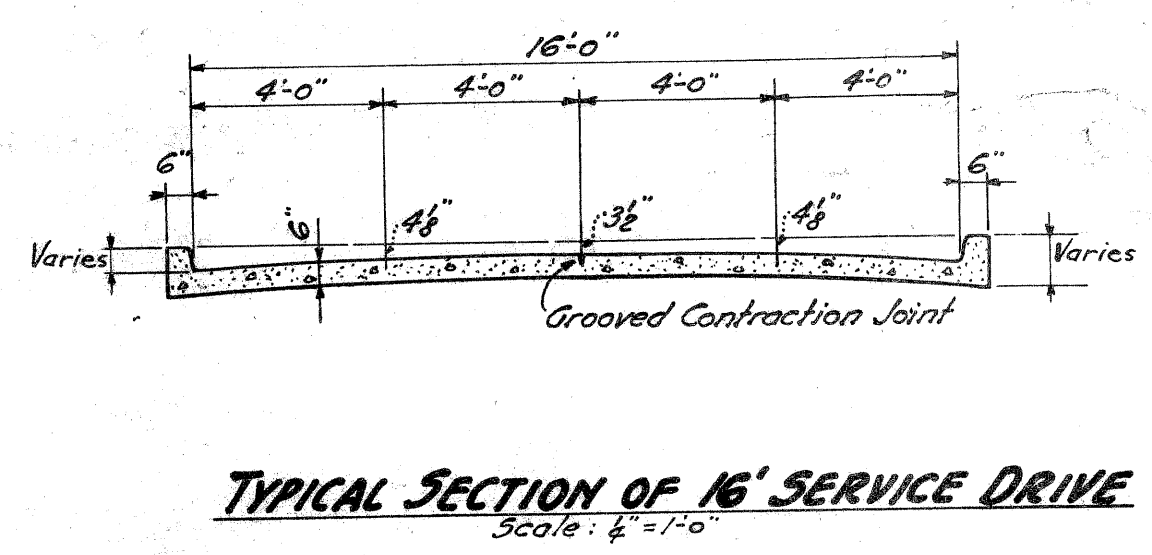 16'-0"
4'-0" 4'-0" 4'-0" 4'-0"
6" 6"
6" 4⅛" 3½" 4⅛"
Varies Varies
Grooved Contraction Joint
TYPICAL SECTION OF 16' SERVICE DRIVE
Scale: ¼" = 1'-0"